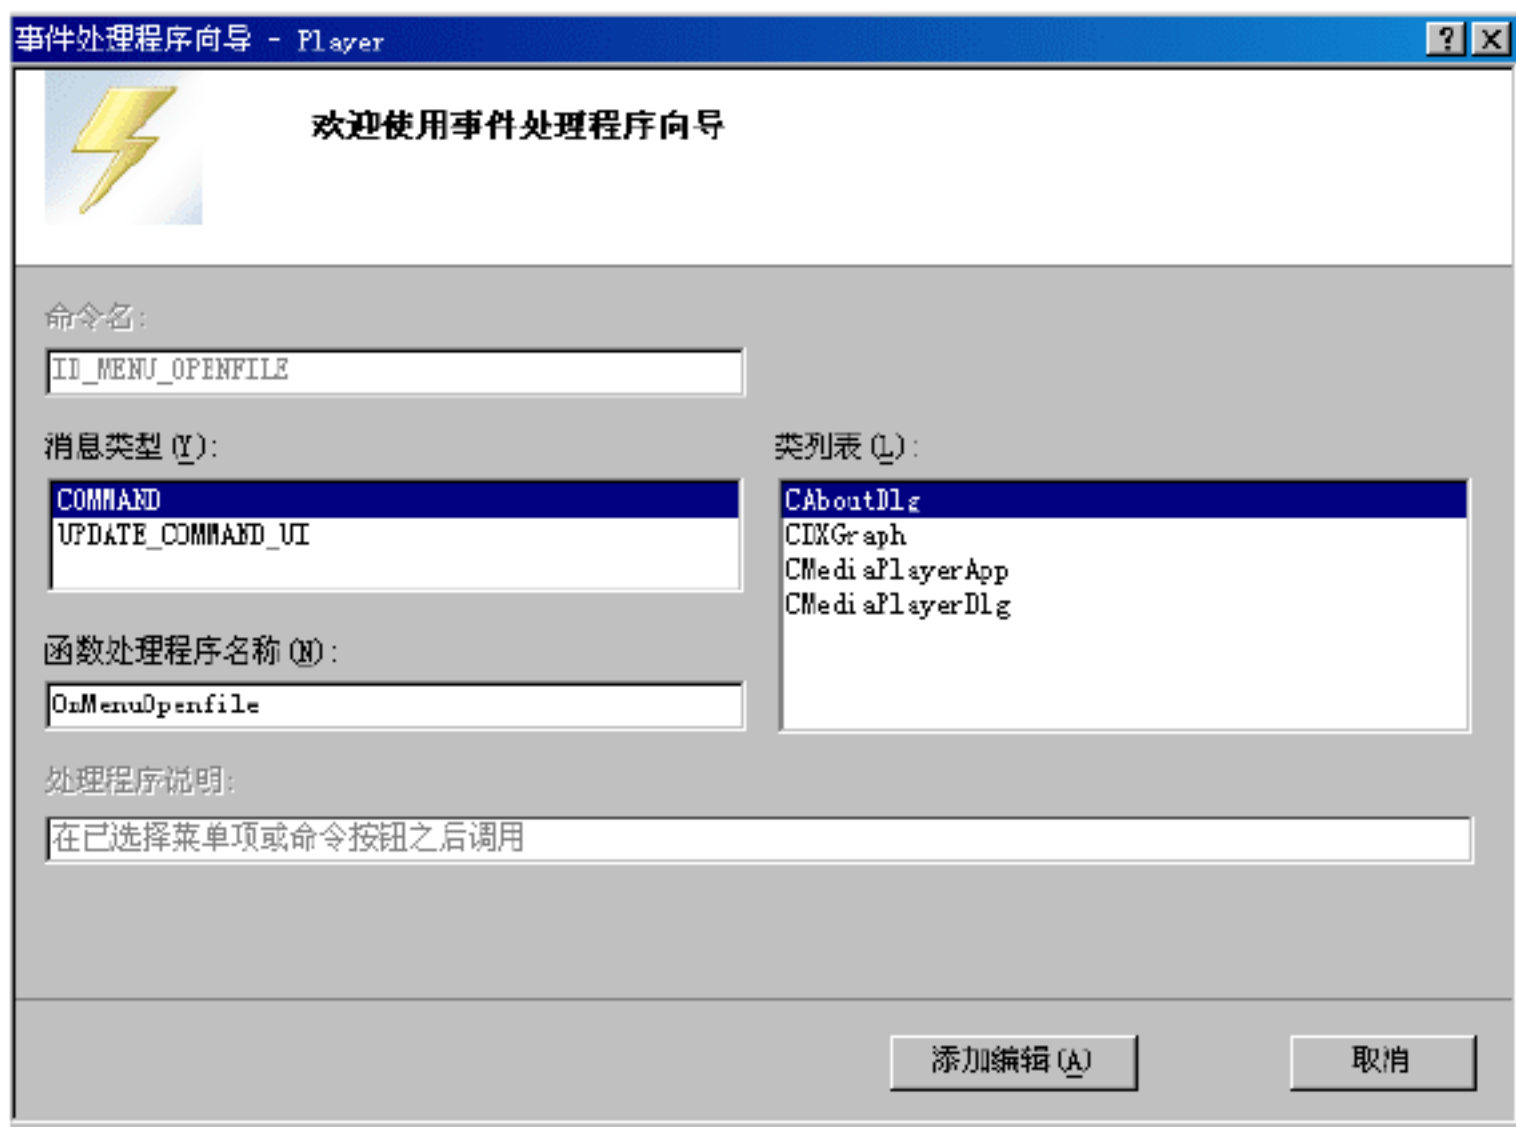 事件处理程序向导 - Player
欢迎使用事件处理程序向导
命令名:
ID_MENU_OPENFILE
消息类型(Y):
COMMAND
UPDATE_COMMAND_UI
类列表(L):
CAboutDlg
CDXGraph
CMediaPlayerApp
CMediaPlayerDlg
函数处理程序名称(N):
OnMenuOpenfile
处理程序说明:
在已选择菜单项或命令按钮之后调用
添加编辑(A)
取消